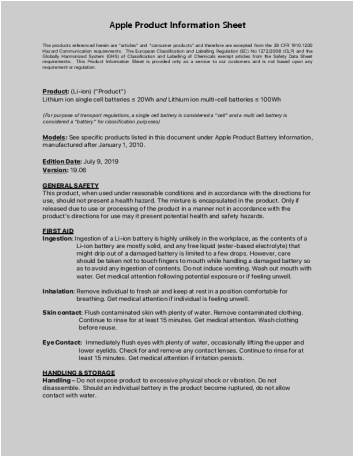 Apple Product Information Sheet
The products referenced herein are "articles" and "consumer products" and therefore are excepted from the 29 CFR 1910.1200
Hazard Communication requirements. The European Classification and Labelling Regulation EC No 1272/2008 (CLP) and the
Globally Harmonized System (GHS) of Classification and Labelling of Chemicals exempt articles from the Safety Data Sheet
requirements. This Product Information Sheet is provided only as a service to our customers and is not based upon any
requirement or regulation.
Product: (Li-ion) ("Product")
Lithium ion single cell batteries ≤ 20Wh and Lithium ion multi-cell batteries ≤ 100Wh
(For purpose of transport regulations, a single cell battery is considered a "cell" and a multi cell battery is
considered a "battery" for classification purposes)
Models: See specific products listed in this document under Apple Product Battery Information,
manufactured after January 1, 2010.
Edition Date: July 9, 2019
Version: 19.06
GENERAL SAFETY
This product, when used under reasonable conditions and in accordance with the directions for
use, should not present a health hazard. The mixture is encapsulated in the product. Only if
released due to use or processing of the product in a manner not in accordance with the
product's directions for use may it present potential health and safety hazards.
FIRST AID
Ingestion: Ingestion of a Li-ion battery is highly unlikely in the workplace, as the contents of a
Li-ion battery are mostly solid, and any free liquid (ester-based electrolyte) that
might drip out of a damaged battery is limited to a few drops. However, care
should be taken not to touch fingers to mouth while handling a damaged battery so
as to avoid any ingestion of contents. Do not induce vomiting. Wash out mouth with
water. Get medical attention following potential exposure or if feeling unwell.
Inhalation: Remove individual to fresh air and keep at rest in a position comfortable for
breathing. Get medical attention if individual is feeling unwell.
Skin contact: Flush contaminated skin with plenty of water. Remove contaminated clothing.
Continue to rinse for at least 15 minutes. Get medical attention. Wash clothing
before reuse.
Eye Contact: Immediately flush eyes with plenty of water, occasionally lifting the upper and
lower eyelids. Check for and remove any contact lenses. Continue to rinse for at
least 15 minutes. Get medical attention if irritation persists.
HANDLING & STORAGE
Handling – Do not expose product to excessive physical shock or vibration. Do not
disassemble. Should an individual battery in the product become ruptured, do not allow
contact with water.